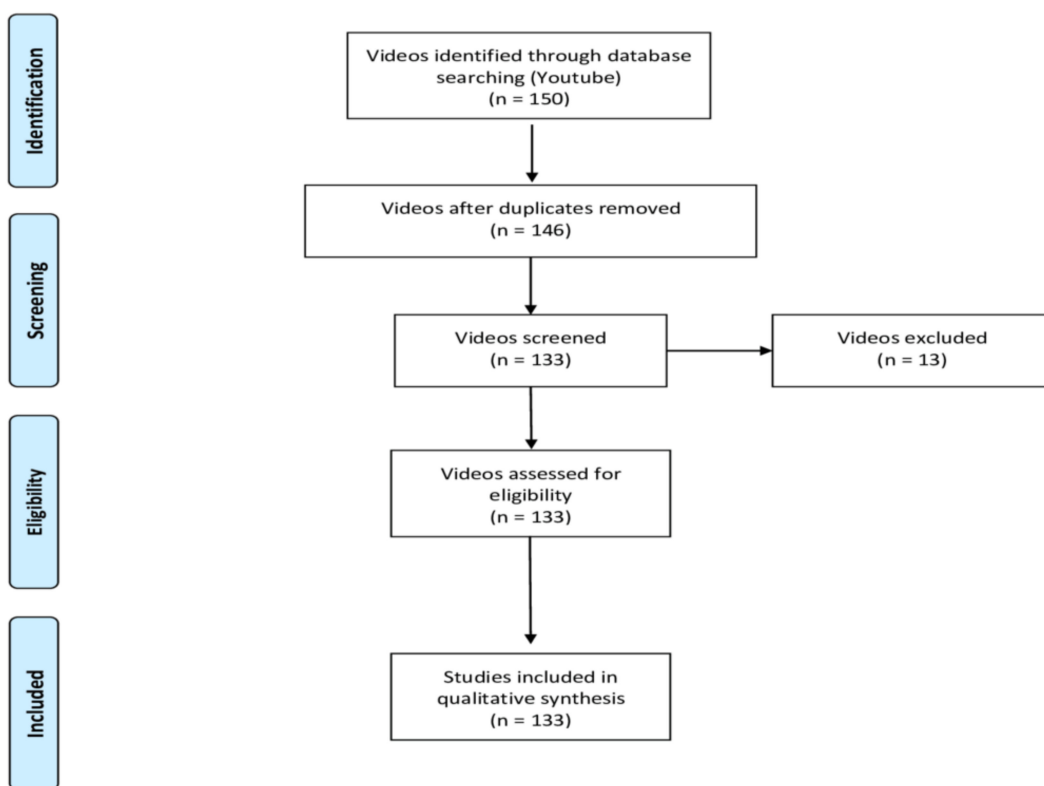 Identification
Videos identified through database
searching (Youtube)
(n = 150)
Videos after duplicates removed
(n = 146)
Screening
Videos screened
(n = 133)
Videos excluded
(n = 13)
Eligibility
Videos assessed for
eligibility
(n = 133)
Included
Studies included in
qualitative synthesis
(n = 133)